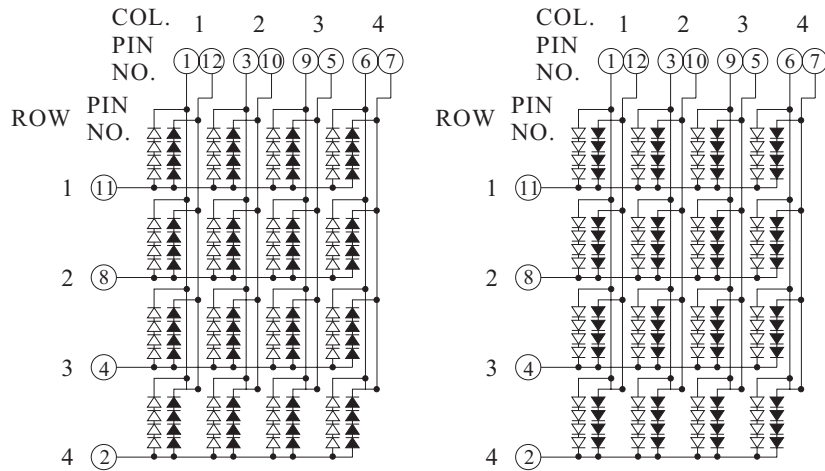 COL. 1 2 3 4
PIN
NO. 1 12 3 10 9 5 6 7
ROW PIN
NO.
1 11
2 8
3 4
4 2
COL. 1 2 3 4
PIN
NO. 1 12 3 10 9 5 6 7
ROW PIN
NO.
1 11
2 8
3 4
4 2